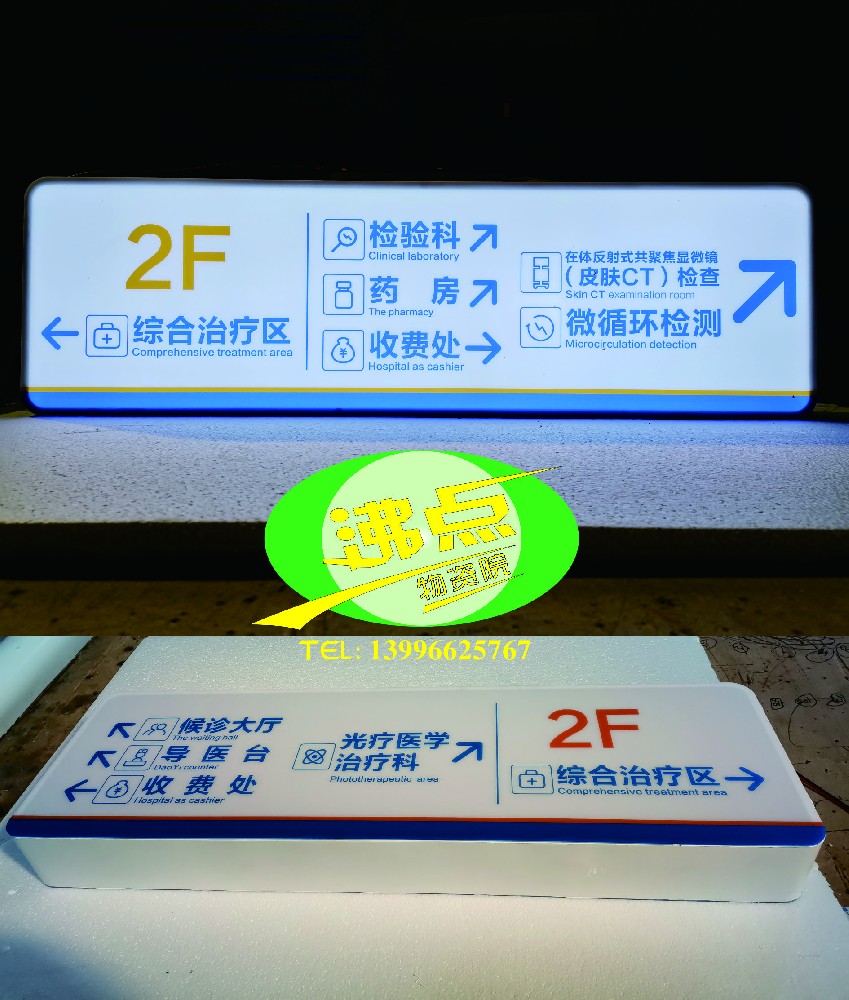 2F
综合治疗区
Comprehensive treatment area
检验科
Clinical laboratory
药 房
The pharmacy
收费处
Hospital as cashier
在体反射式共聚焦显微镜
（皮肤CT）检查
Skin CT examination room
微循环检测
Microcirculation detection
沸点
物资院
TEL: 13996625767
候诊大厅
The waiting hall
导医台
DaoYi counter
收费处
Hospital as cashier
光疗医学
治疗科
Phototherapeutic area
2F
综合治疗区
Comprehensive treatment area